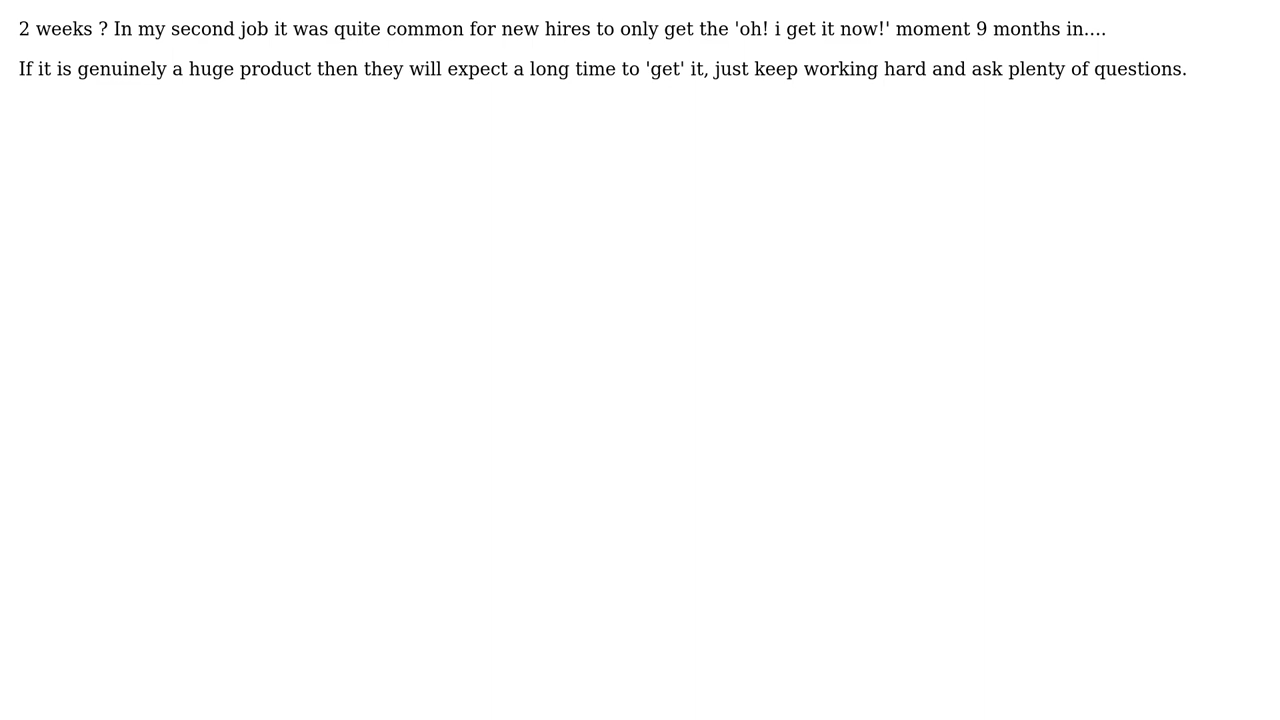 2 weeks ? In my second job it was quite common for new hires to only get the 'oh! i get it now!' moment 9 months in....
If it is genuinely a huge product then they will expect a long time to 'get' it, just keep working hard and ask plenty of questions.